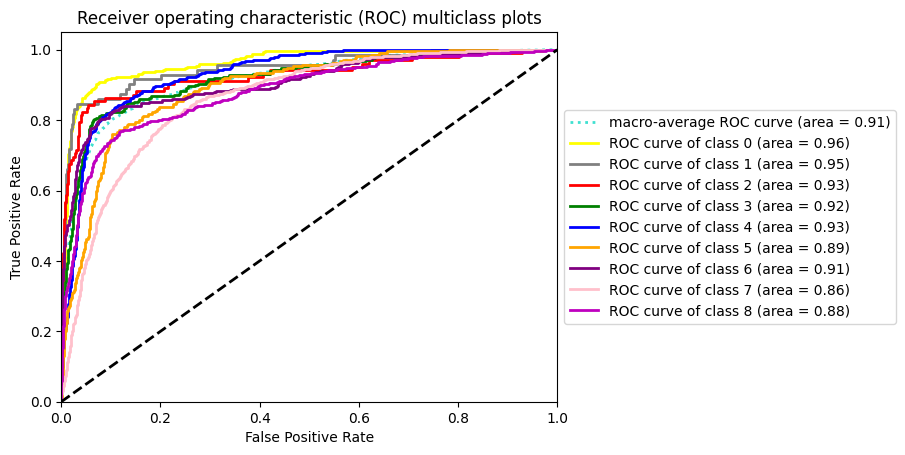 Receiver operating characteristic (ROC) multiclass plots
True Positive Rate
1.0
0.8
0.6
0.4
0.2
0.0
0.0 0.2 0.4 0.6 0.8 1.0
False Positive Rate
macro-average ROC curve (area = 0.91)
ROC curve of class 0 (area = 0.96)
ROC curve of class 1 (area = 0.95)
ROC curve of class 2 (area = 0.93)
ROC curve of class 3 (area = 0.92)
ROC curve of class 4 (area = 0.93)
ROC curve of class 5 (area = 0.89)
ROC curve of class 6 (area = 0.91)
ROC curve of class 7 (area = 0.86)
ROC curve of class 8 (area = 0.88)